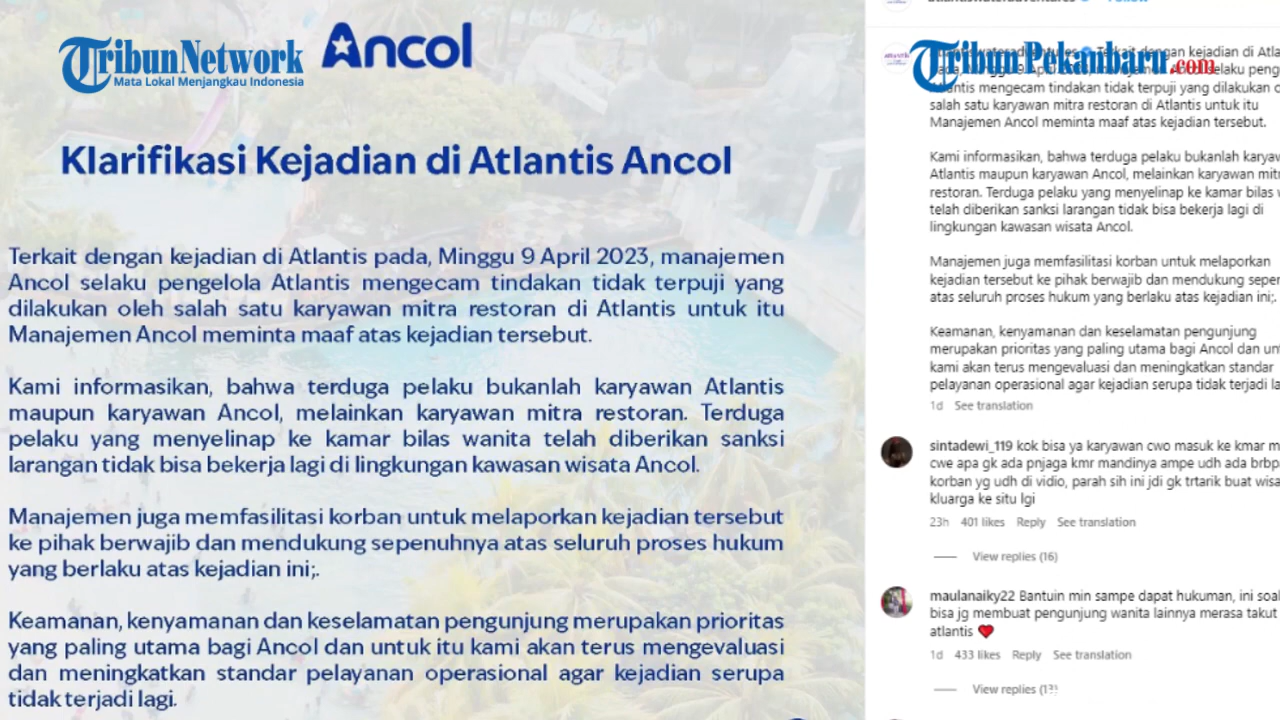 TribunNetwork
Mata Lokal Menjangkau Indonesia
Ancol
Klarifikasi Kejadian di Atlantis Ancol
Terkait dengan kejadian di Atlantis pada, Minggu 9 April 2023, manajemen
Ancol selaku pengelola Atlantis mengecam tindakan tidak terpuji yang
dilakukan oleh salah satu karyawan mitra restoran di Atlantis untuk itu
Manajemen Ancol meminta maaf atas kejadian tersebut.
Kami informasikan, bahwa terduga pelaku bukanlah karyawan Atlantis
maupun karyawan Ancol, melainkan karyawan mitra restoran. Terduga
pelaku yang menyelinap ke kamar bilas wanita telah diberikan sanksi
larangan tidak bisa bekerja lagi di lingkungan kawasan wisata Ancol.
Manajemen juga memfasilitasi korban untuk melaporkan kejadian tersebut
ke pihak berwajib dan mendukung sepenuhnya atas seluruh proses hukum
yang berlaku atas kejadian ini;.
Keamanan, kenyamanan dan keselamatan pengunjung merupakan prioritas
yang paling utama bagi Ancol dan untuk itu kami akan terus mengevaluasi
dan meningkatkan standar pelayanan operasional agar kejadian serupa
tidak terjadi lagi.
TribunPekanbaru.com
Terkait dengan kejadian di Atla
Atlantis mengecam tindakan tidak terpuji yang dilakukan o
salah satu karyawan mitra restoran di Atlantis untuk itu
Manajemen Ancol meminta maaf atas kejadian tersebut.
Kami informasikan, bahwa terduga pelaku bukanlah karyaw
Atlantis maupun karyawan Ancol, melainkan karyawan mitr
restoran. Terduga pelaku yang menyelinap ke kamar bilas w
telah diberikan sanksi larangan tidak bisa bekerja lagi di
lingkungan kawasan wisata Ancol.
Manajemen juga memfasilitasi korban untuk melaporkan
kejadian tersebut ke pihak berwajib dan mendukung sepen
atas seluruh proses hukum yang berlaku atas kejadian ini;.
Keamanan, kenyamanan dan keselamatan pengunjung
merupakan prioritas yang paling utama bagi Ancol dan unt
kami akan terus mengevaluasi dan meningkatkan standar
pelayanan operasional agar kejadian serupa tidak terjadi la
1d See translation
sintadewi_119 kok bisa ya karyawan cwo masuk ke kmar m
cwe apa gk ada pnjaga kmr mandinya ampe udh ada brbp
korban yg udh di vidio, parah sih ini jdi gk trtarik buat wisa
kluarga ke situ lgi
23h 401 likes Reply See translation
View replies (16)
maulanaiky22 Bantuin min sampe dapat hukuman, ini soal
bisa jg membuat pengunjung wanita lainnya merasa takut
atlantis ❤️
1d 433 likes Reply See translation
View replies (13)